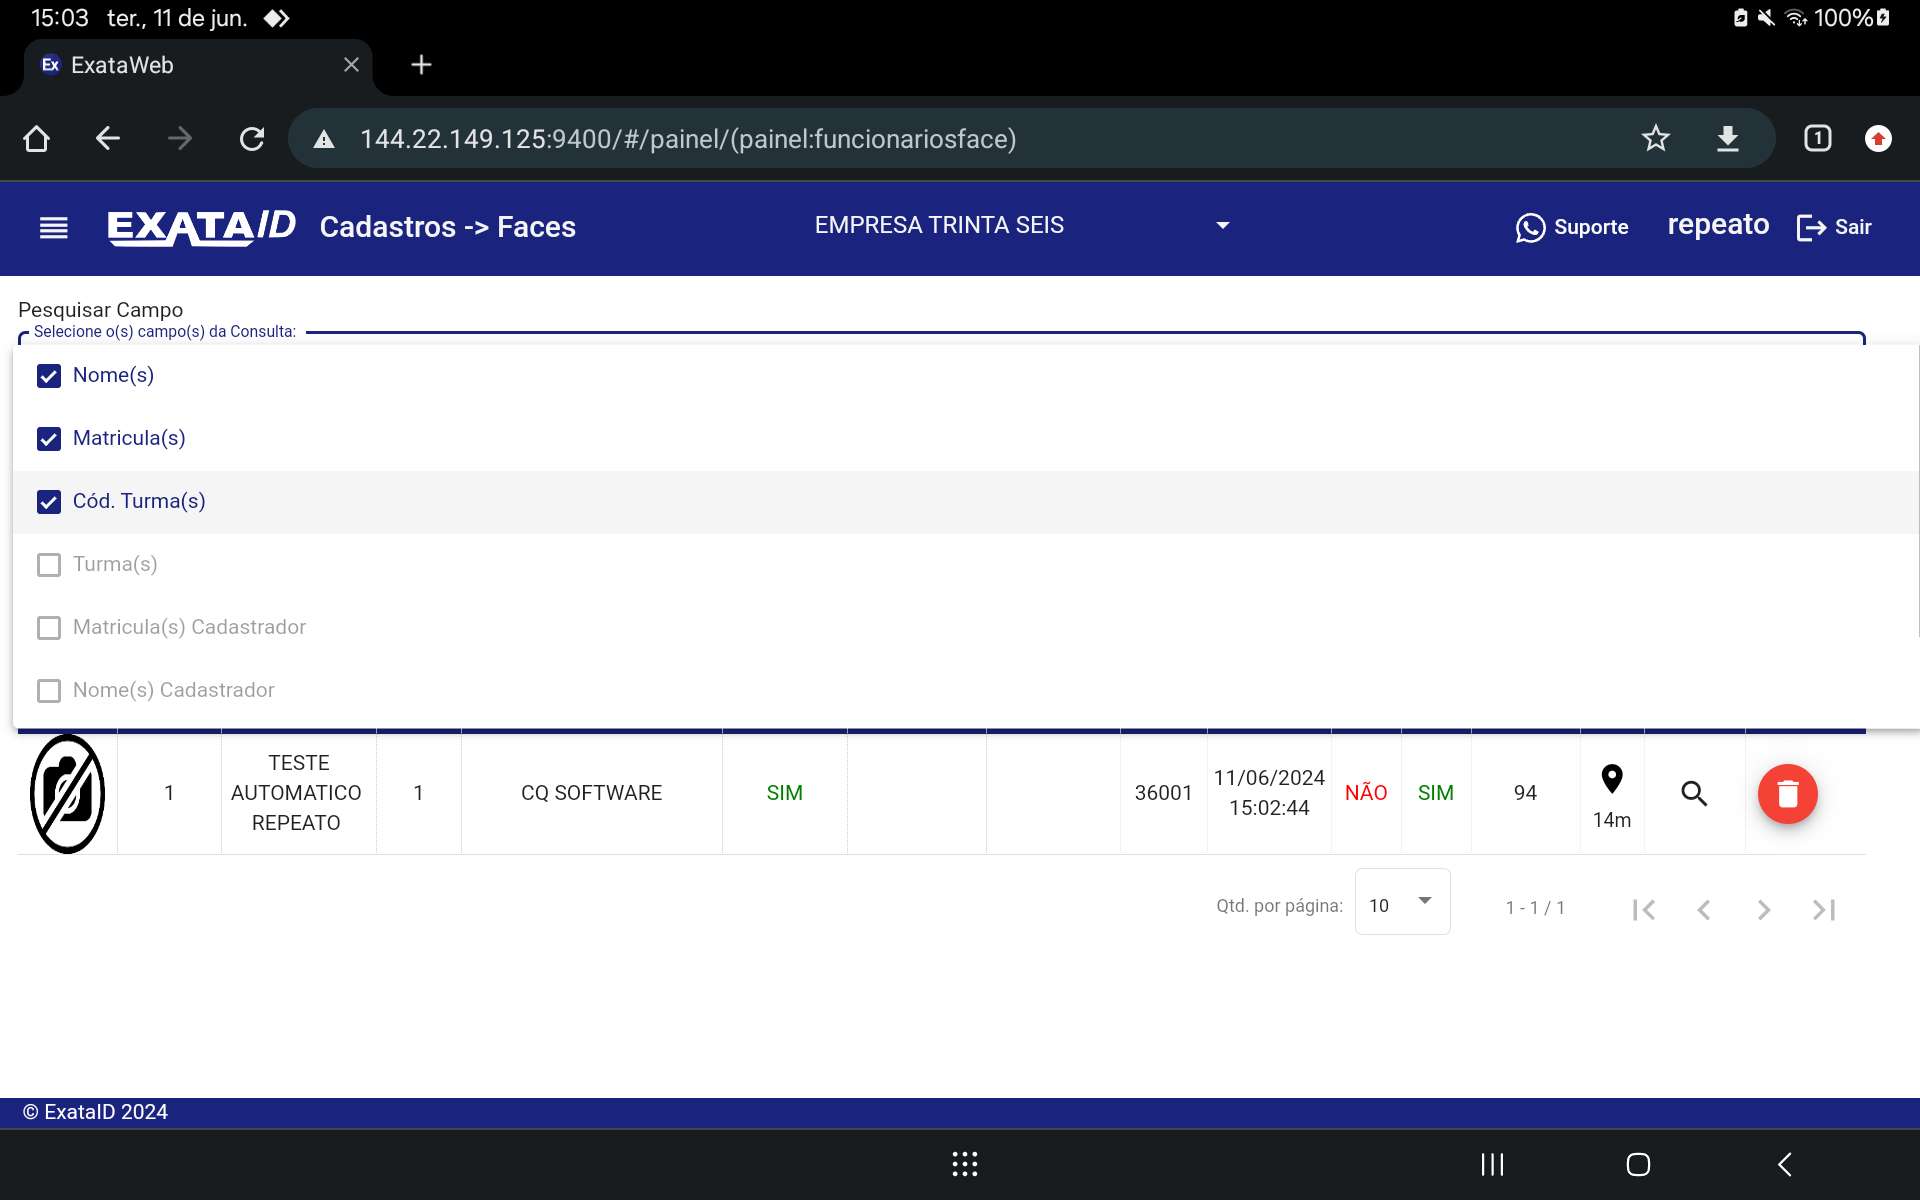 15:03 ter., 11 de jun. 100%
Ex ExataWeb
144.22.149.125:9400/#/painel/(painel:funcionariosface) 1
EXATA/D Cadastros -> Faces EMPRESA TRINTA SEIS Suporte repeato Sair
Pesquisar Campo
Selecione o(s) campo(s) da Consulta:
Nome(s)
Matricula(s)
Cód. Turma(s)
Turma(s)
Matricula(s) Cadastrador
Nome(s) Cadastrador
1 TESTE AUTOMATICO REPEATO 1 CQ SOFTWARE SIM 36001 11/06/2024 15:02:44 NÃO SIM 94 14m
Qtd. por página: 10 1 - 1 / 1
© ExataID 2024